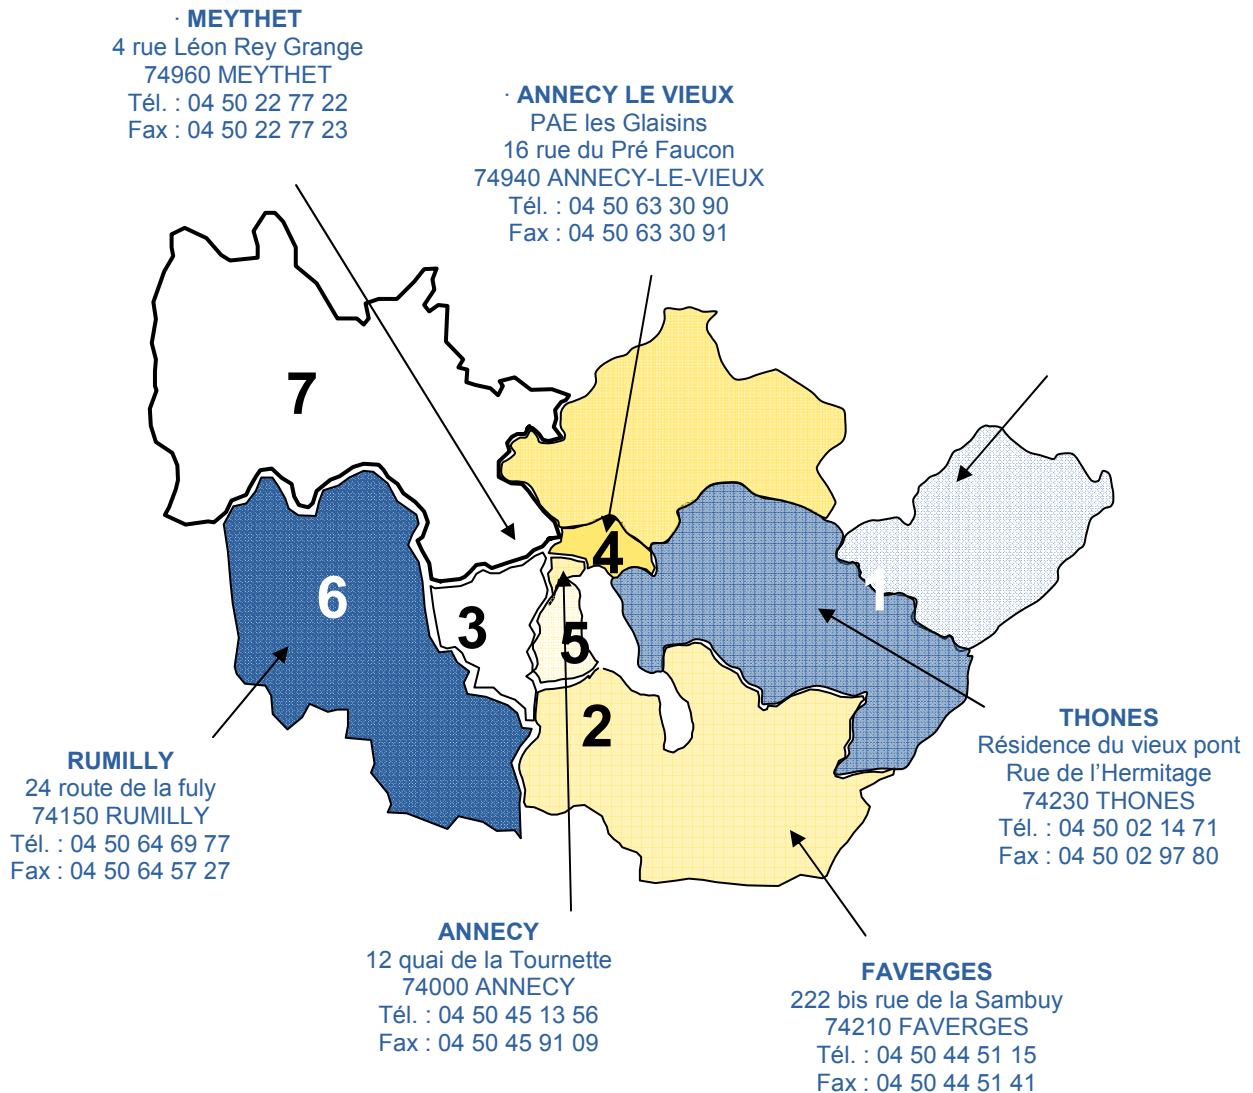 · MEYTHET
4 rue Léon Rey Grange
74960 MEYTHET
Tél. : 04 50 22 77 22
Fax : 04 50 22 77 23
· ANNECY LE VIEUX
PAE les Glaisins
16 rue du Pré Faucon
74940 ANNECY-LE-VIEUX
Tél. : 04 50 63 30 90
Fax : 04 50 63 30 91
7
4
6
1
3
5
2
RUMILLY
24 route de la fuly
74150 RUMILLY
Tél. : 04 50 64 69 77
Fax : 04 50 64 57 27
THONES
Résidence du vieux pont
Rue de l'Hermitage
74230 THONES
Tél. : 04 50 02 14 71
Fax : 04 50 02 97 80
ANNECY
12 quai de la Tournette
74000 ANNECY
Tél. : 04 50 45 13 56
Fax : 04 50 45 91 09
FAVERGES
222 bis rue de la Sambuy
74210 FAVERGES
Tél. : 04 50 44 51 15
Fax : 04 50 44 51 41